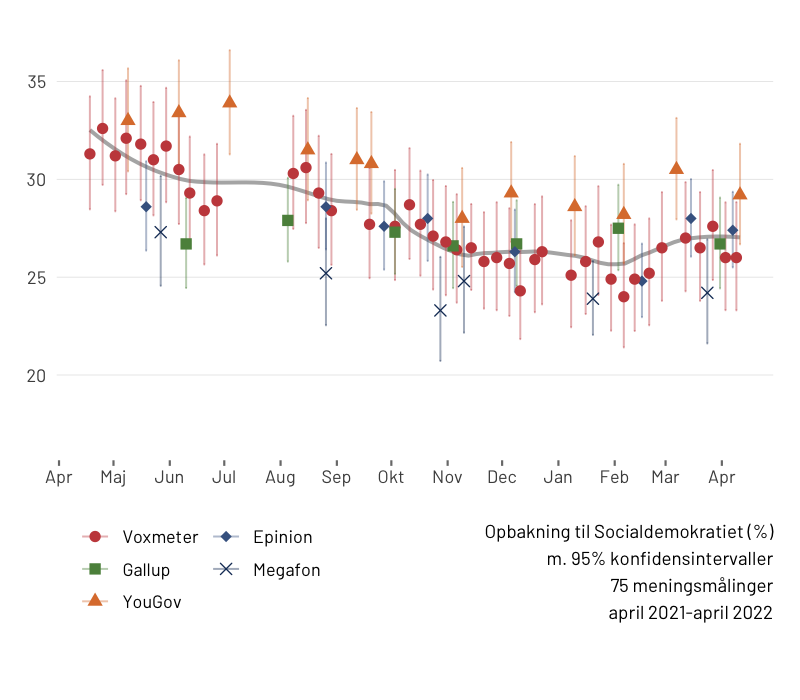 35
30
25
20
Apr Maj Jun Jul Aug Sep Okt Nov Dec Jan Feb Mar Apr
Voxmeter Epinion
Gallup Megafon
YouGov
Opbakning til Socialdemokratiet (%)
m. 95% konfidensintervaller
75 meningsmålinger
april 2021-april 2022